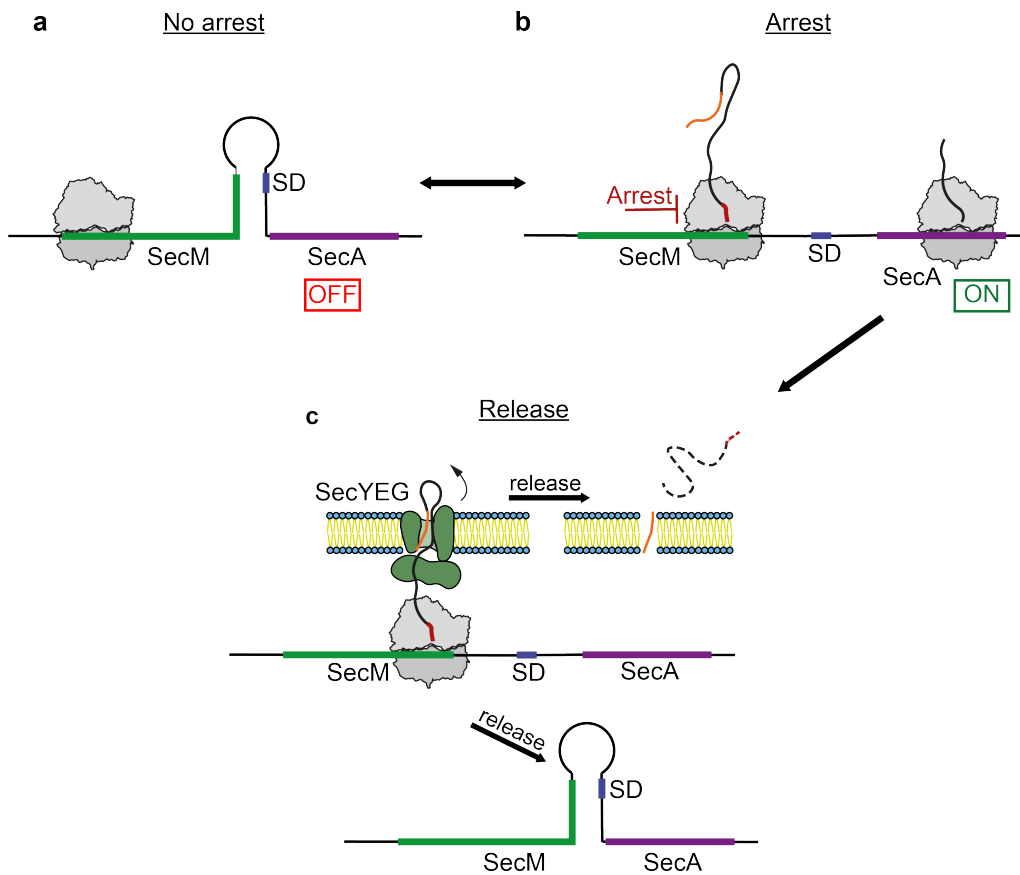 a
No arrest
SD
SecM
SecA
OFF
b
Arrest
Arrest
SecM
SD
SecA
ON
c
Release
SecYEG
release
SecM
SD
SecA
release
SD
SecM
SecA